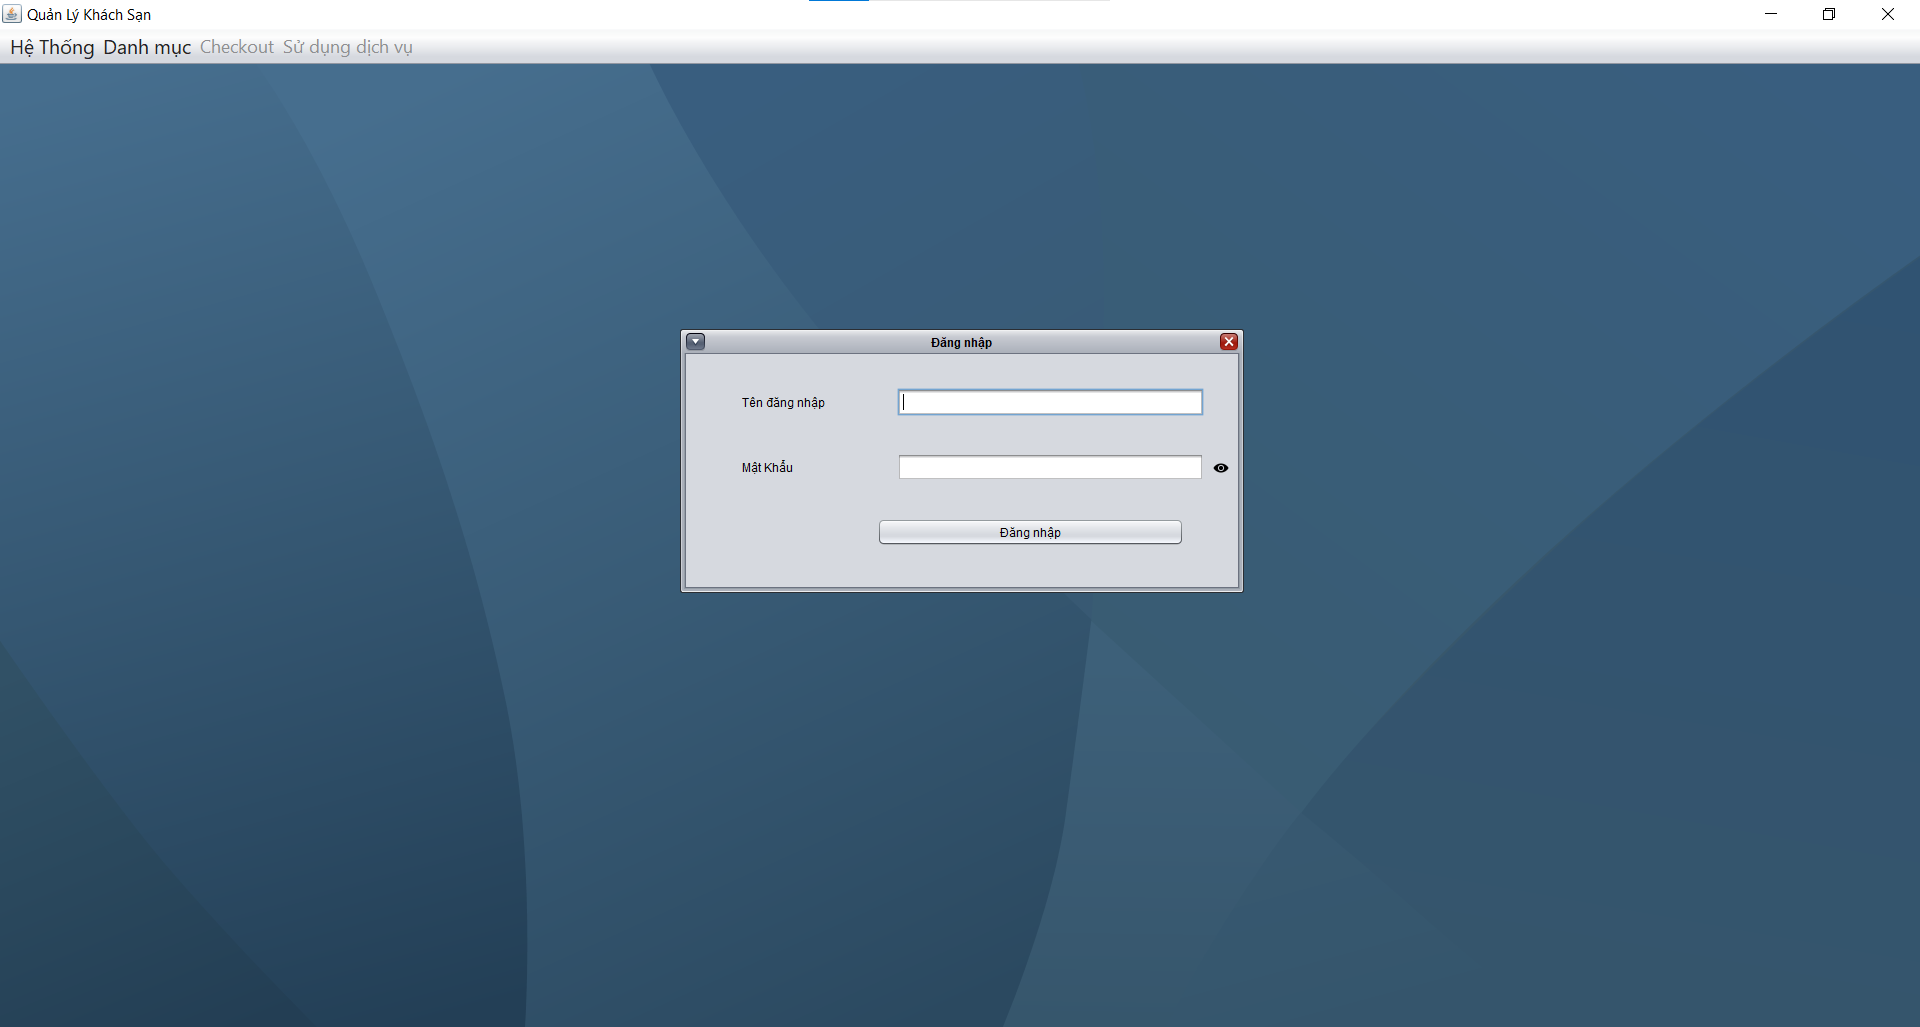 Quản Lý Khách Sạn
Hệ Thống Danh mục Checkout Sử dụng dịch vụ
Đăng nhập
Tên đăng nhập
Mật Khẩu
Đăng nhập